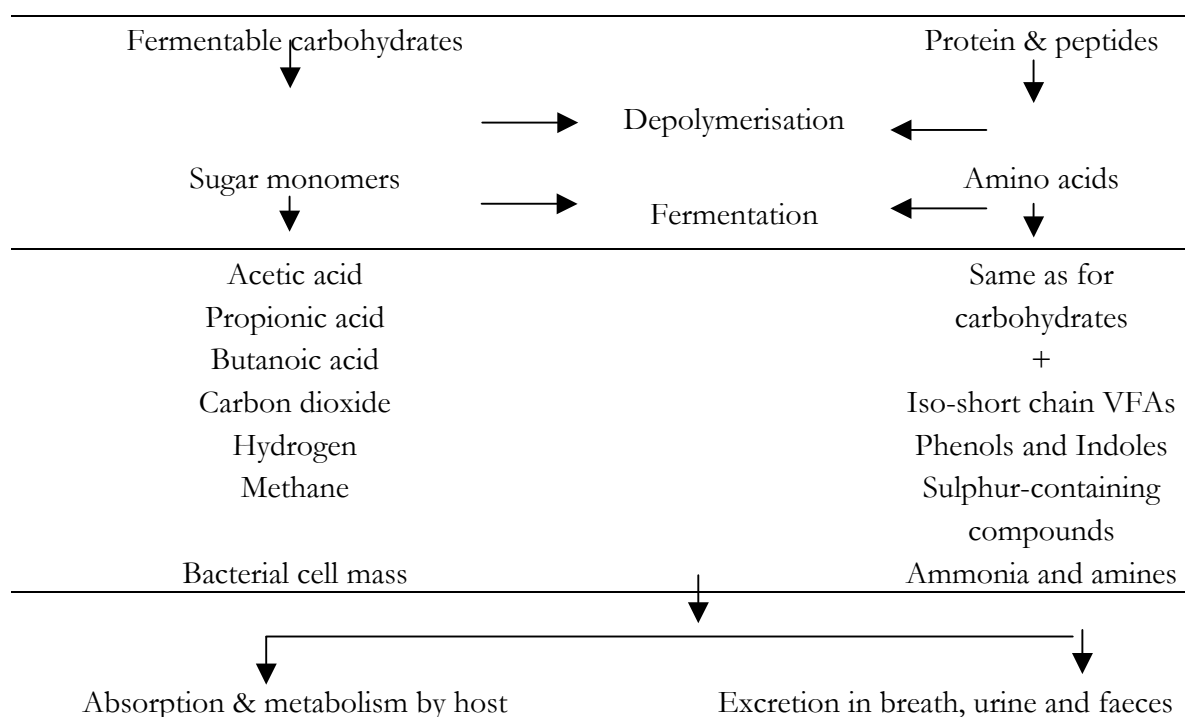 Fermentable carbohydrates Protein & peptides
Depolymerisation
Sugar monomers Amino acids
Fermentation
Acetic acid Same as for
Propionic acid carbohydrates
Butanoic acid +
Carbon dioxide Iso-short chain VFAs
Hydrogen Phenols and Indoles
Methane Sulphur-containing
compounds
Bacterial cell mass Ammonia and amines
Absorption & metabolism by host Excretion in breath, urine and faeces